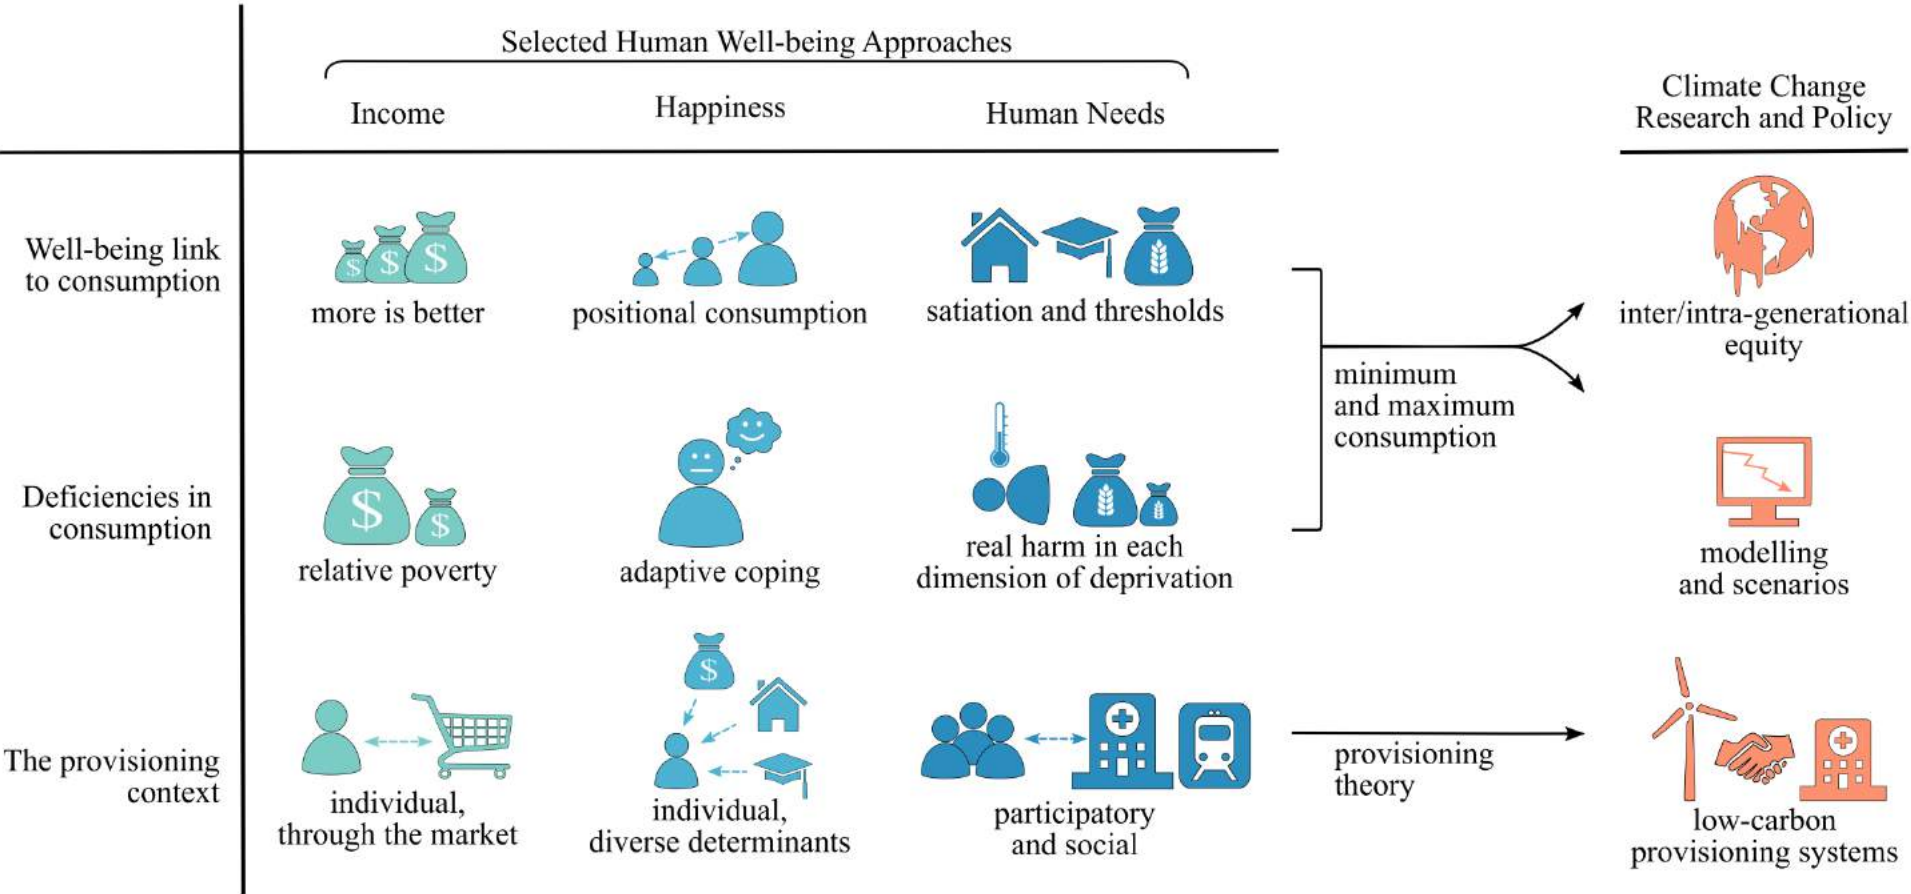 Selected Human Well-being Approaches
Income
Happiness
Human Needs
Climate Change
Research and Policy
Well-being link
to consumption
$ $ $
more is better
positional consumption
satiation and thresholds
inter/intra-generational
equity
minimum
and maximum
consumption
Deficiencies in
consumption
$ $
relative poverty
adaptive coping
real harm in each
dimension of deprivation
modelling
and scenarios
The provisioning
context
individual,
through the market
$
individual,
diverse determinants
participatory
and social
provisioning
theory
low-carbon
provisioning systems